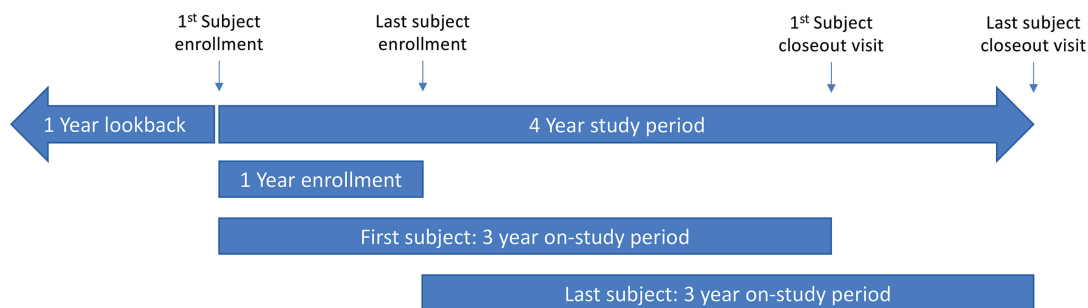 1st Subject
enrollment
Last subject
enrollment
1st Subject
closeout visit
Last subject
closeout visit
1 Year lookback
4 Year study period
1 Year enrollment
First subject: 3 year on-study period
Last subject: 3 year on-study period